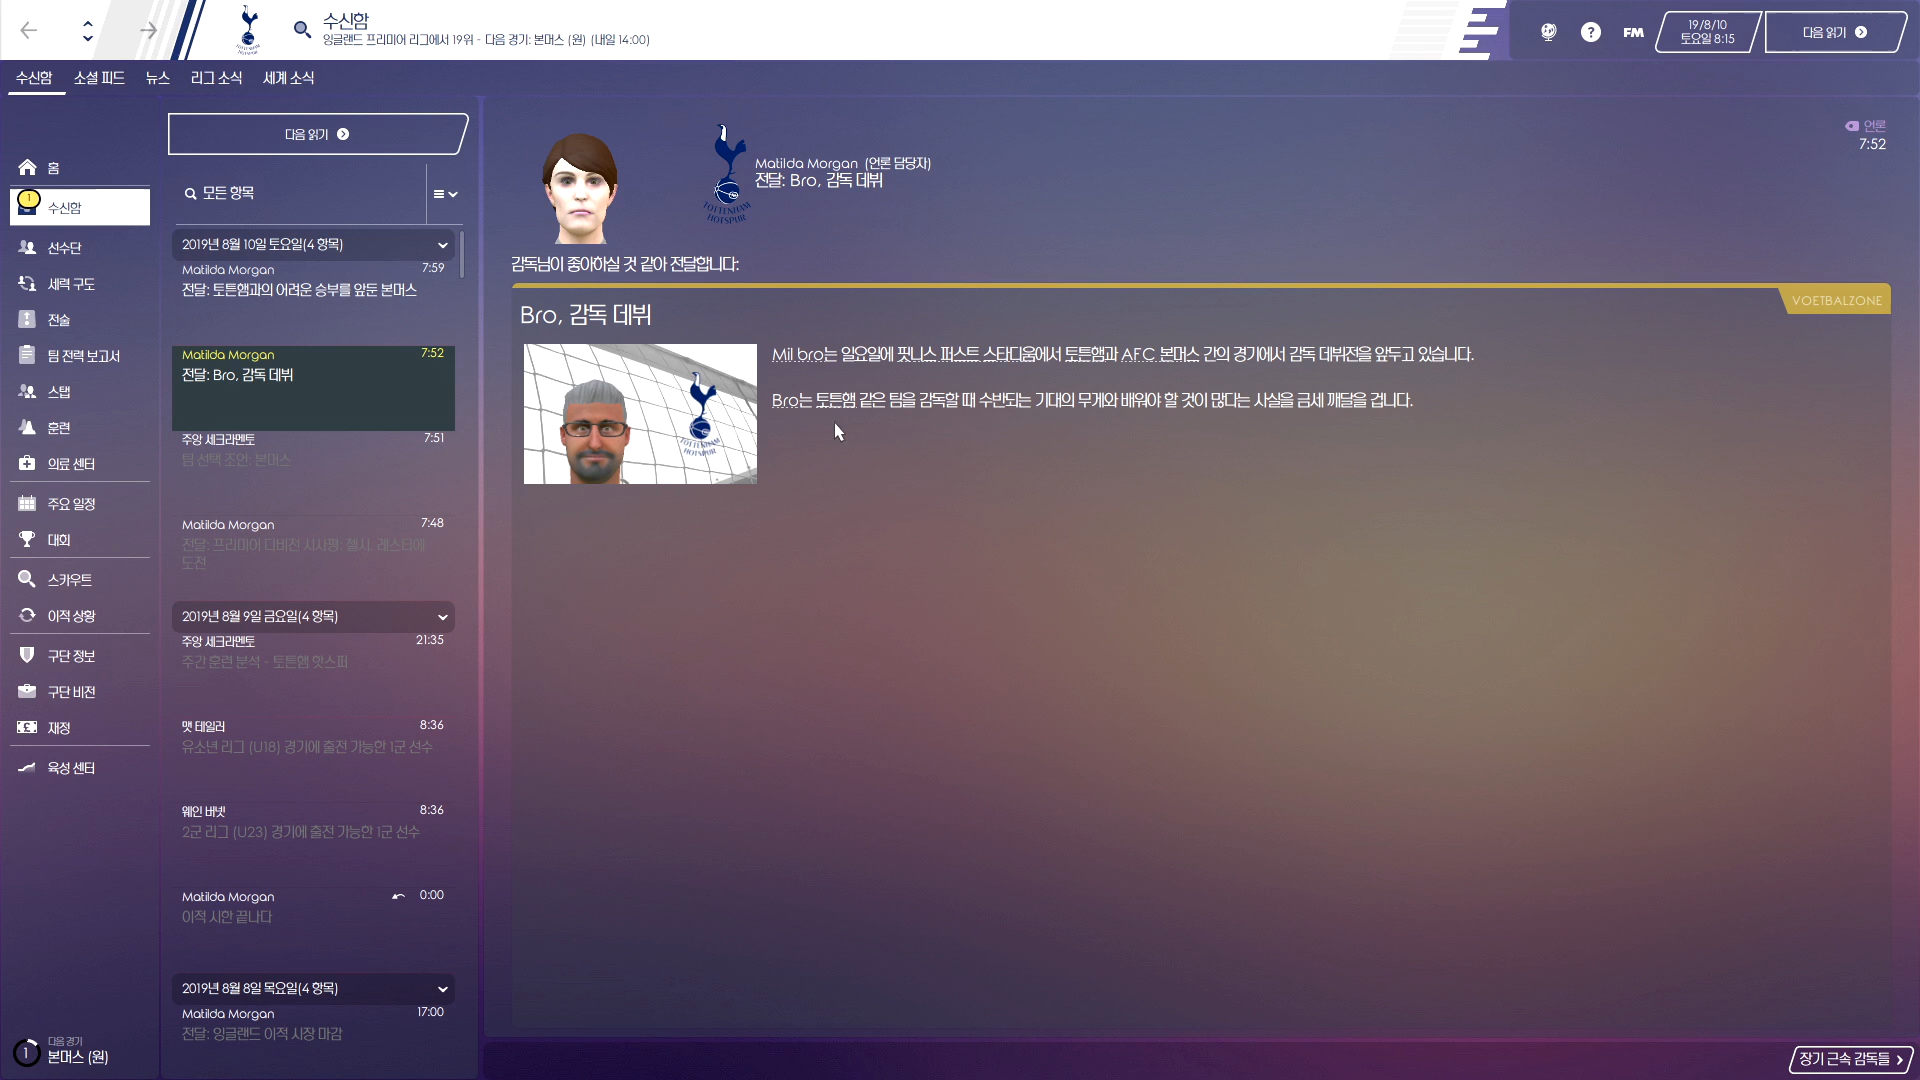 수신함
잉글랜드 프리미어 리그에서 19위 - 다음 경기: 본머스 (원) (내일 14:00)
FM
19/8/10
토요일 8:15
다음 읽기
수신함 소셜 피드 뉴스 리그 소식 세계 소식
홈
1
수신함
선수단
세력 구도
전술
팀 전력 보고서
스탭
훈련
의료 센터
주요 일정
대회
스카우트
이적 상황
구단 정보
구단 비전
재정
육성 센터
1
다음 경기
본머스 (원)
다음 읽기
모든 항목
2019년 8월 10일 토요일(4 항목)
Matilda Morgan 7:59
전달: 토튼햄과의 어려운 승부를 앞둔 본머스
Matilda Morgan 7:52
전달: Bro, 감독 데뷔
주앙 세크라멘토 7:51
팀 선택 조언: 본머스
Matilda Morgan 7:48
전달: 프리미어 디비전 시사평: 첼시, 레스터에
도전
2019년 8월 9일 금요일(4 항목)
주앙 세크라멘토 21:35
주간 훈련 분석 - 토튼햄 핫스퍼
맷 테일러 8:36
유소년 리그 (U18) 경기에 출전 가능한 1군 선수
웨인 버넷 8:36
2군 리그 (U23) 경기에 출전 가능한 1군 선수
Matilda Morgan 0:00
이적 시한 끝나다
2019년 8월 8일 목요일(4 항목)
Matilda Morgan 17:00
전달: 잉글랜드 이적 시장 마감
TOTTENHAM
HOTSPUR
Matilda Morgan (언론 담당자)
전달: Bro, 감독 데뷔
언론
7:52
감독님이 좋아하실 것 같아 전달합니다:
VOETBALZONE
Bro, 감독 데뷔
TOTTENHAM
HOTSPUR
Mil bro는 일요일에 핏니스 퍼스트 스타디움에서 토튼햄과 AFC 본머스 간의 경기에서 감독 데뷔전을 앞두고 있습니다.
Bro는 토튼햄 같은 팀을 감독할 때 수반되는 기대의 무게와 배워야 할 것이 많다는 사실을 금세 깨달을 겁니다.
장기 근속 감독들